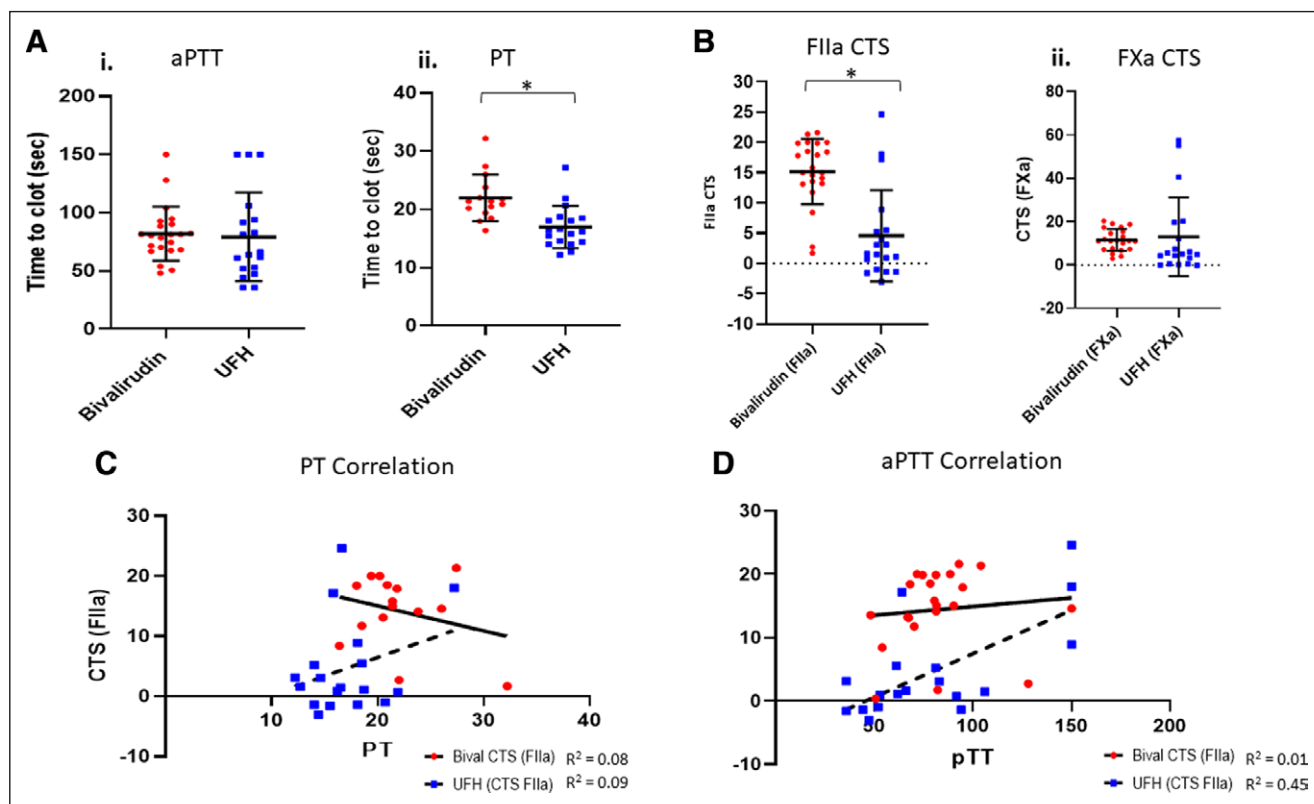 A
i.
aPTT
Time to clot (sec)
200
150
100
50
0
Bivalirudin
UFH
ii.
PT
*
Time to clot (sec)
40
30
20
10
0
Bivalirudin
UFH
B
FIIa CTS
*
FIIa CTS
30
25
20
15
10
5
0
-5
-10
Bivalirudin (FIIa)
UFH (FIIa)
ii.
FXa CTS
CTS (FXa)
80
60
40
20
0
-20
Bivalirudin (FXa)
UFH (FXa)
C
PT Correlation
CTS (FIIa)
30
20
10
0
-10
10
20
30
40
PT
Bival CTS (FIIa) R² = 0.08
UFH (CTS FIIa) R² = 0.09
D
aPTT Correlation
30
20
10
0
-10
50
100
150
200
pTT
Bival CTS (FIIa) R² = 0.01
UFH (CTS FIIa) R² = 0.45